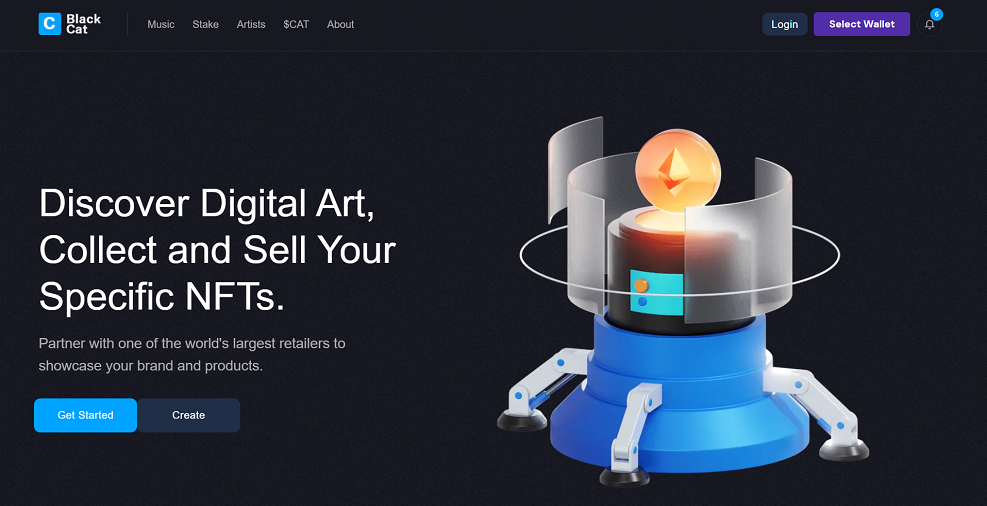 C
Black
Cat
Music
Stake
Artists
$CAT
About
Login
Select Wallet
6
Discover Digital Art,
Collect and Sell Your
Specific NFTs.
Partner with one of the world's largest retailers to
showcase your brand and products.
Get Started
Create